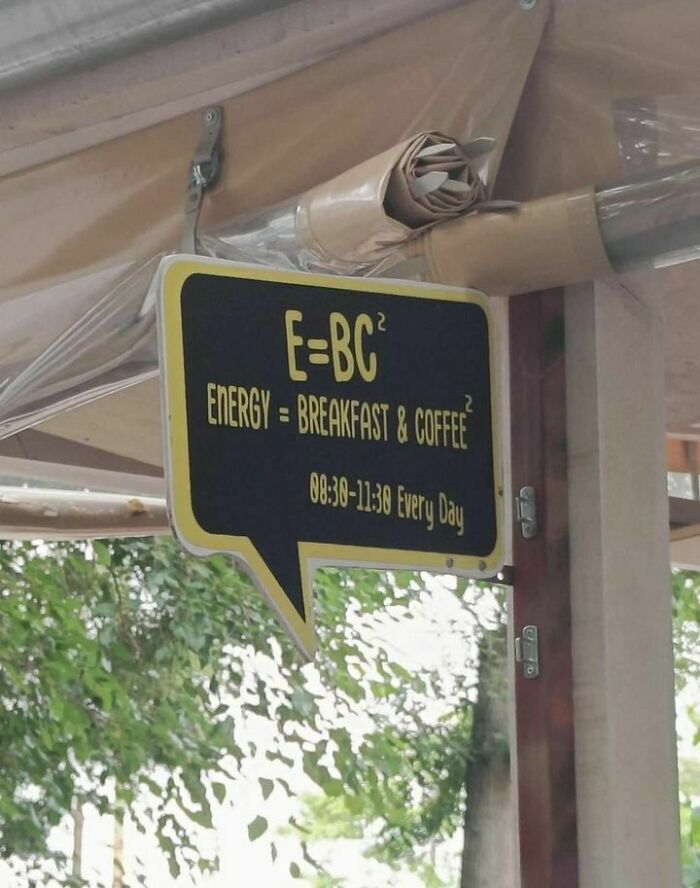 E=BC²
ENERGY = BREAKFAST & COFFEE²
08:30-11:30 Every Day